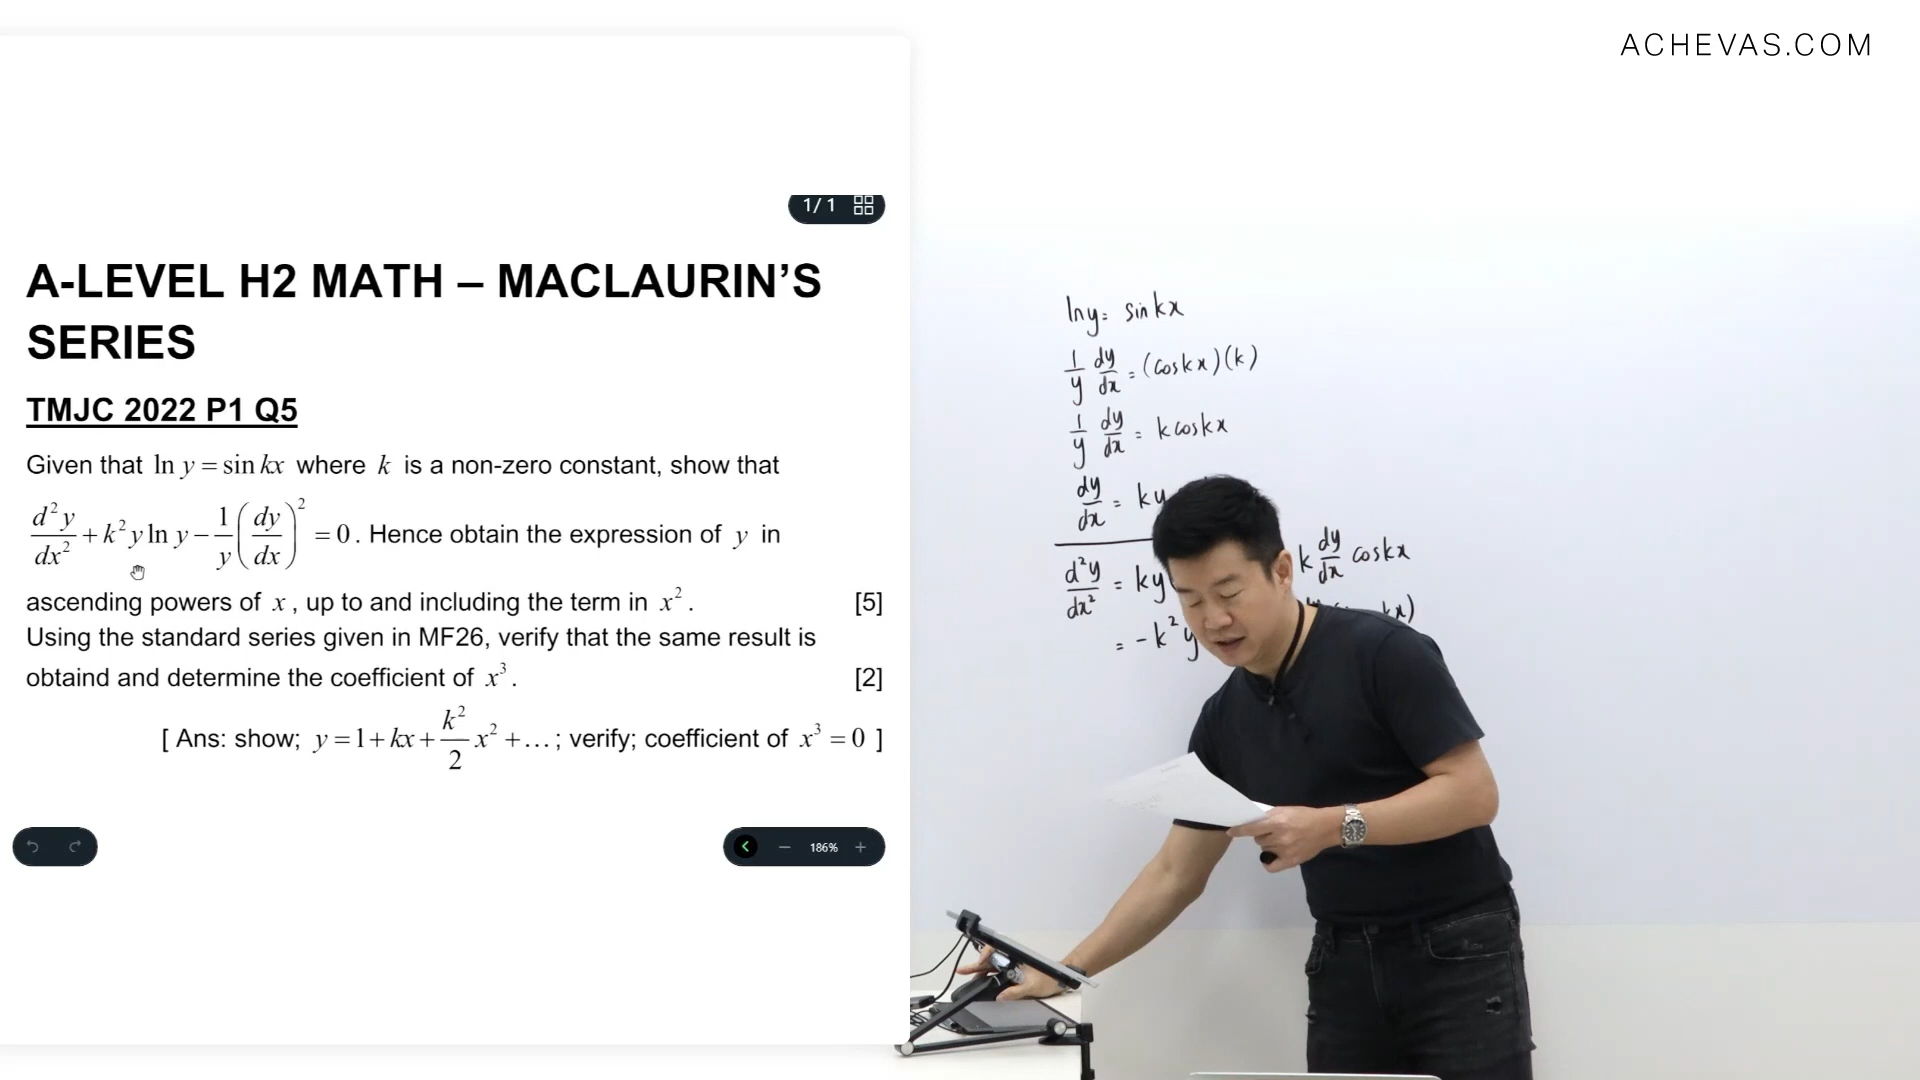 ACHEVAS.COM
1/1
A-LEVEL H2 MATH – MACLAURIN’S
SERIES
TMJC 2022 P1 Q5
Given that ln y = sin kx where k is a non-zero constant, show that
d²y/dx² + k² y ln y − 1/y (dy/dx)² = 0. Hence obtain the expression of y in
ascending powers of x, up to and including the term in x². [5]
Using the standard series given in MF26, verify that the same result is
obtaind and determine the coefficient of x³. [2]
[ Ans: show; y = 1 + kx + k²/2 x² + …; verify; coefficient of x³ = 0 ]
186%
ln y = sin kx
1/y dy/dx = (cos kx)(k)
1/y dy/dx = k cos kx
dy/dx = ky
d²y/dx² = ky k dy/dx cos kx
= -k² y kx)